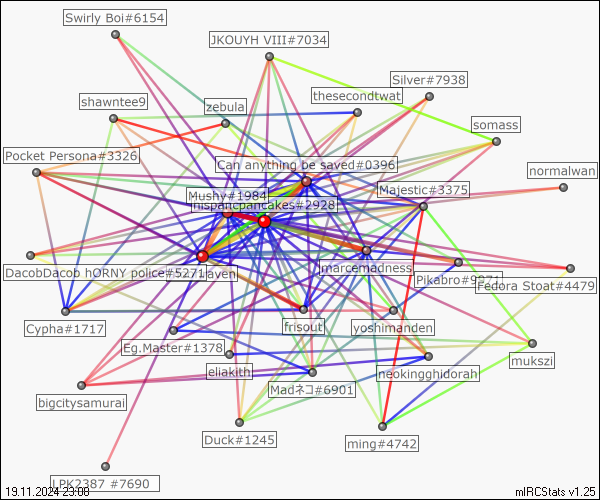 Swirly Boi#6154
JKOUYH VIII#7034
Silver#7938
thesecondtwat
shawntee9
zebula
somass
Pocket Persona#3326
Can anything be saved#0396
normalwan
Majestic#3375
Mushy#1984
hispanicpancakes#2928
DacobDacob hORNY police#5271
aven
marcemadness
Pikabro#9871
Fedora Stoat#4479
Cypha#1717
frisout
yoshimanden
Eg.Master#1378
mukszi
eliakith
neokingghidorah
Madネコ#6901
bigcitysamurai
Duck#1245
ming#4742
LPK2387 #7690
19.11.2024 23:08
mIRCStats v1.25